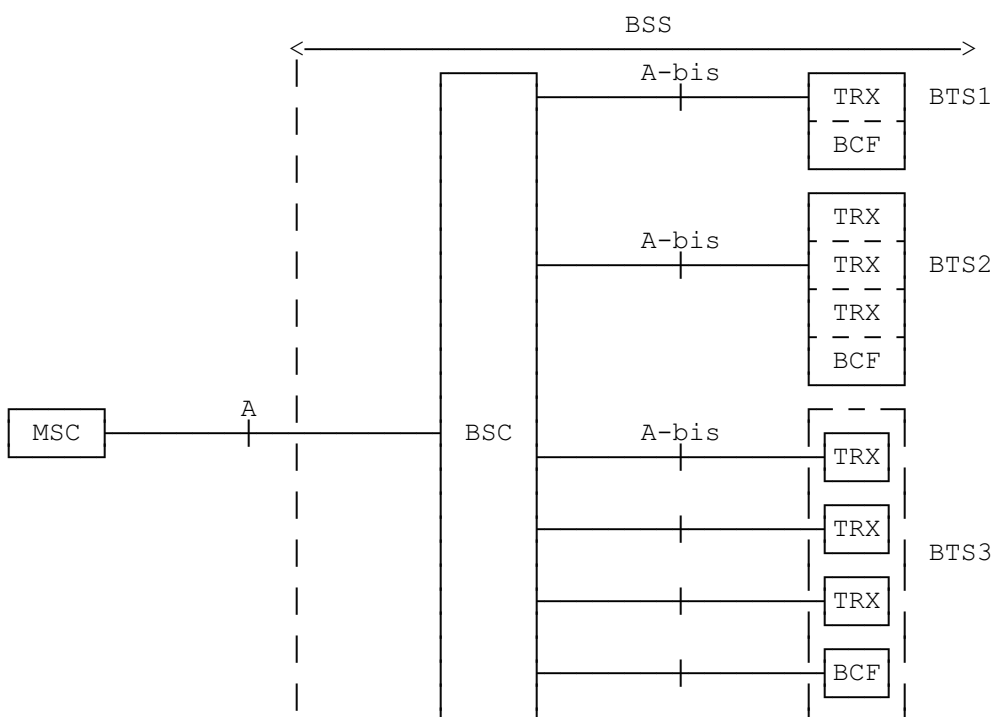 BSS
A-bis
TRX BTS1
BCF
TRX
A-bis
TRX BTS2
TRX
BCF
A
MSC BSC A-bis
TRX
TRX
BTS3
TRX
BCF